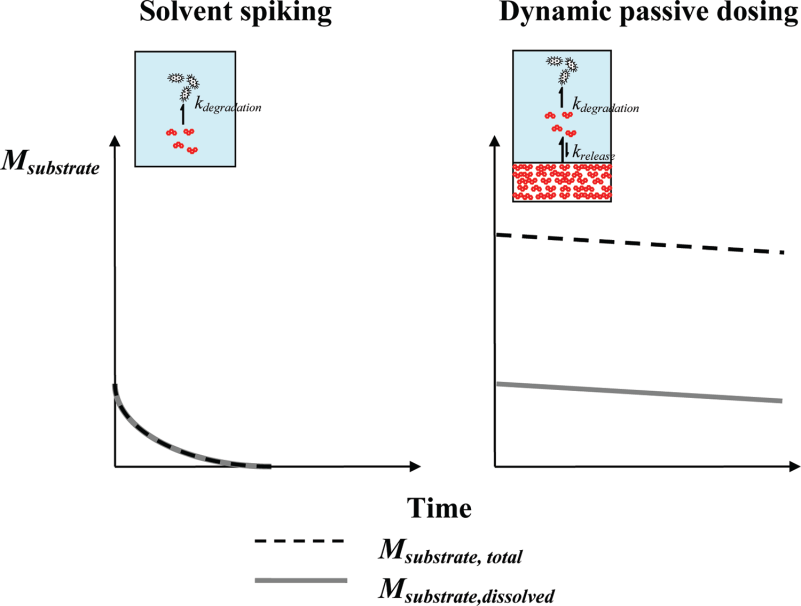 Solvent spiking
Dynamic passive dosing
kdegradation
kdegradation
krelease
Msubstrate
Time
Msubstrate, total
Msubstrate,dissolved